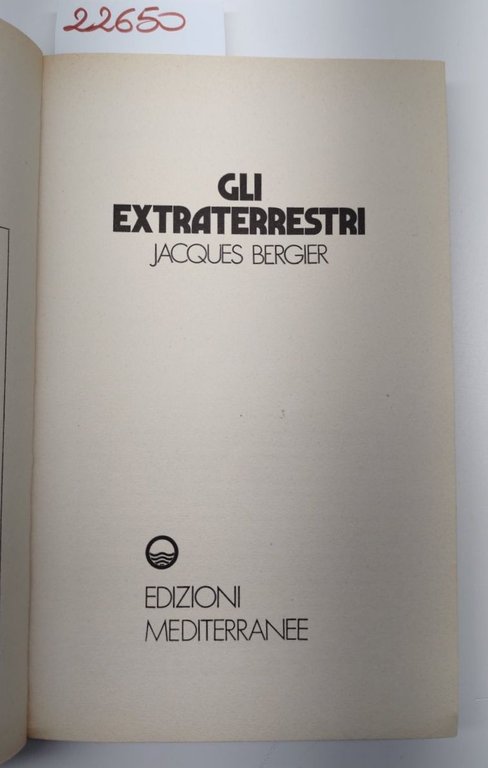 22650
GLI
EXTRATERRESTRI
JACQUES BERGIER
EDIZIONI
MEDITERRANEE